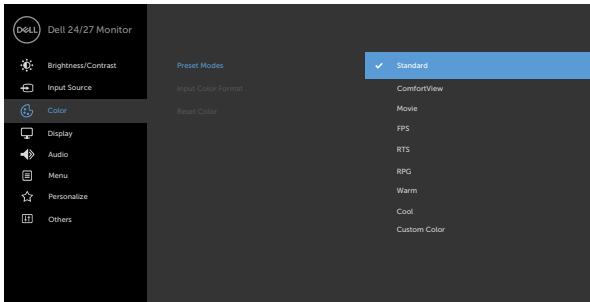 DELL
Dell 24/27 Monitor
Brightness/Contrast
Preset Modes
Standard
Input Source
Input Color Format
ComfortView
Color
Reset Color
Movie
Display
FPS
Audio
RTS
Menu
RPG
Personalize
Warm
Others
Cool
Custom Color